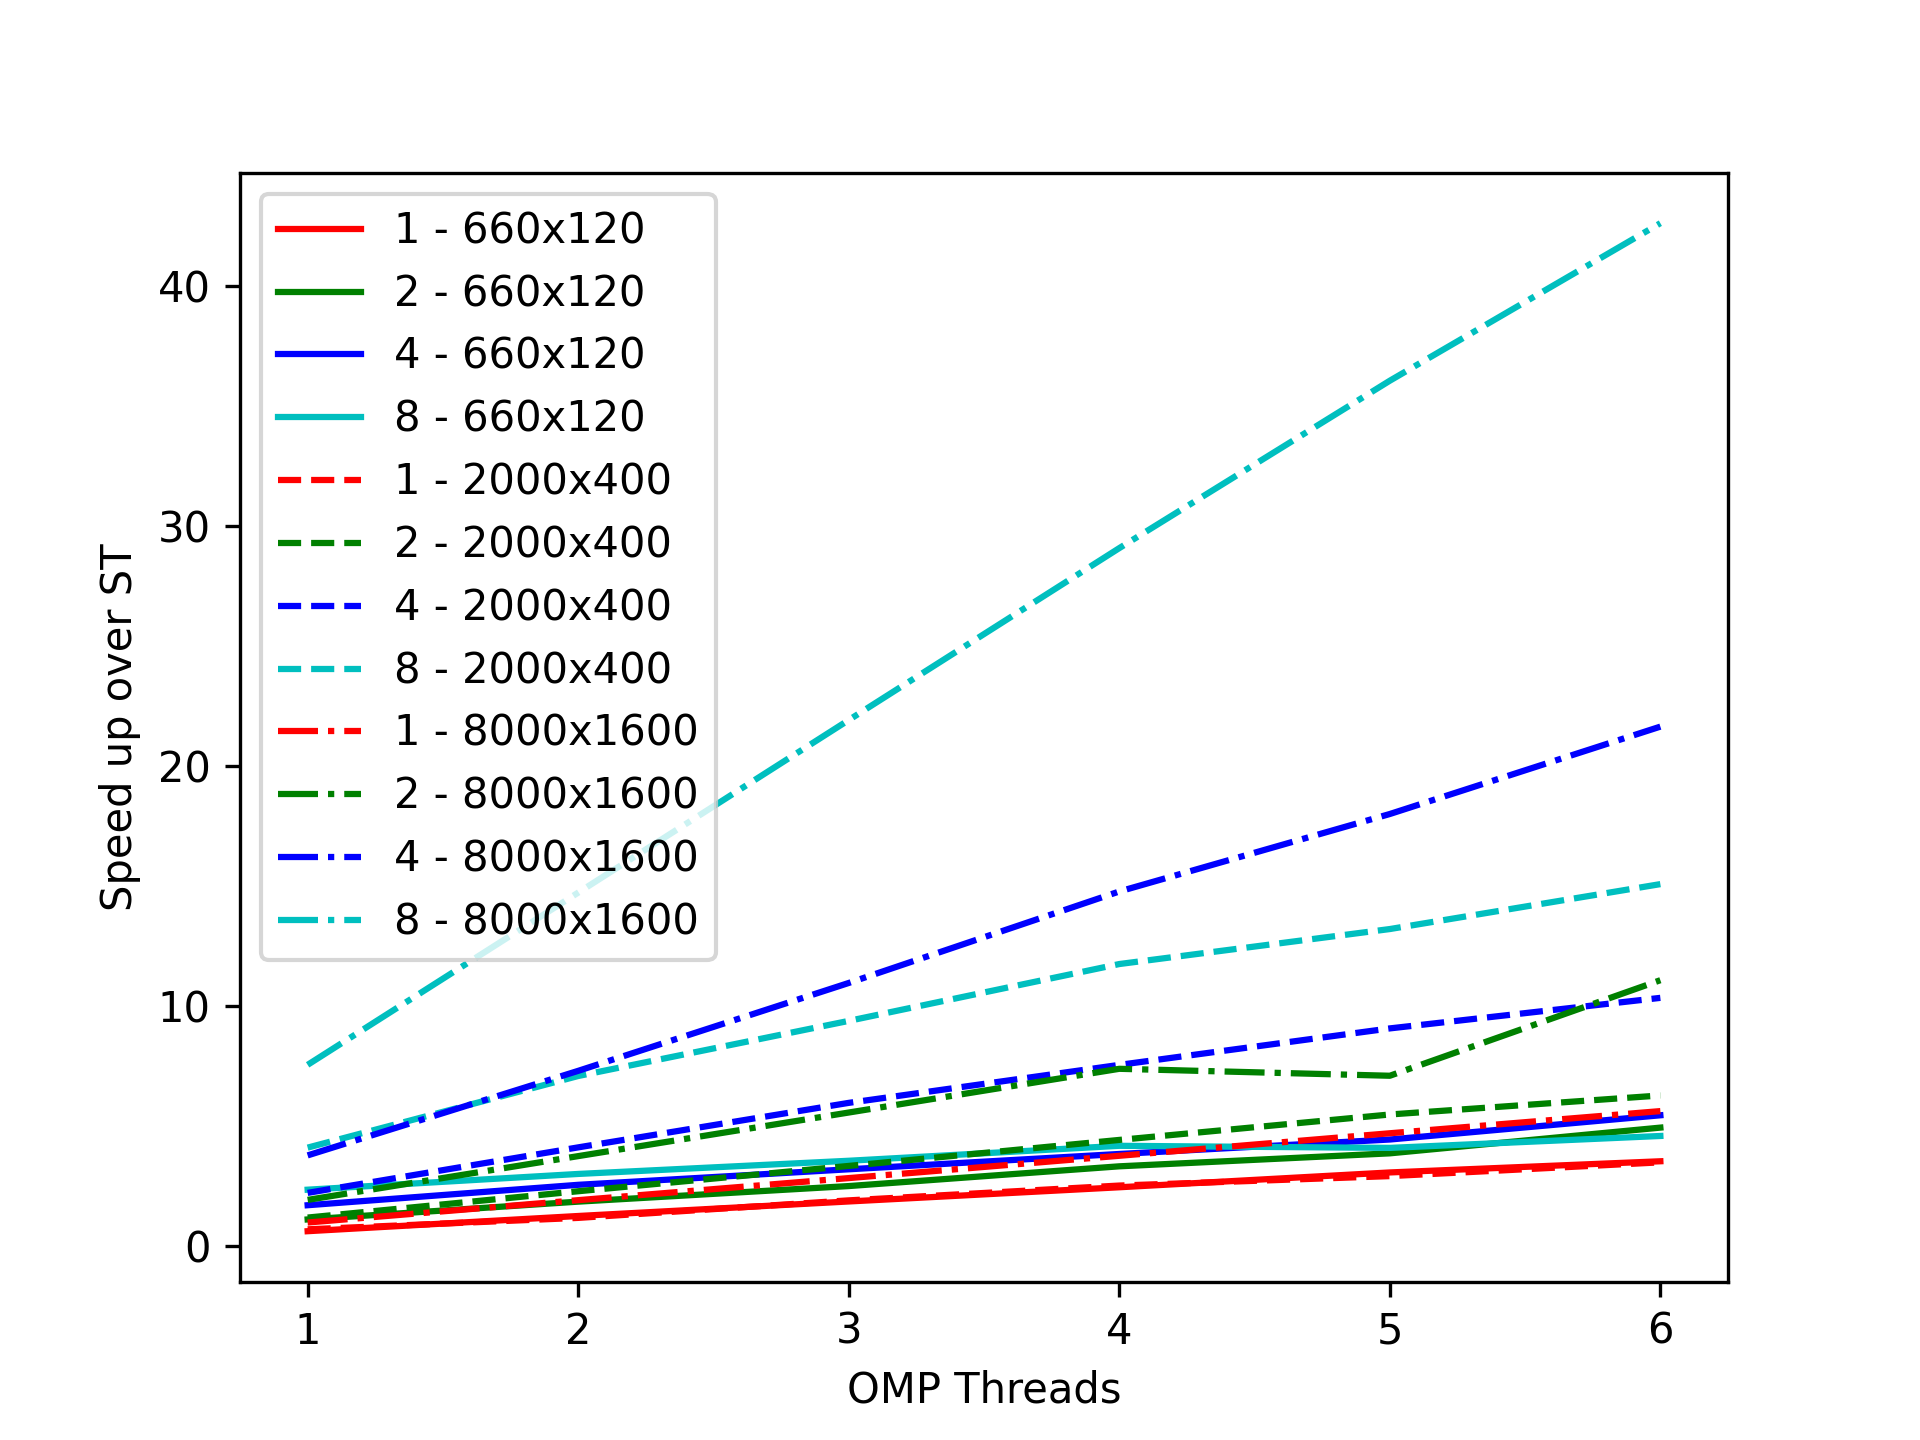 1 - 660x120
2 - 660x120
4 - 660x120
8 - 660x120
1 - 2000x400
2 - 2000x400
4 - 2000x400
8 - 2000x400
1 - 8000x1600
2 - 8000x1600
4 - 8000x1600
8 - 8000x1600
40
30
20
10
0
Speed up over ST
1 2 3 4 5 6
OMP Threads